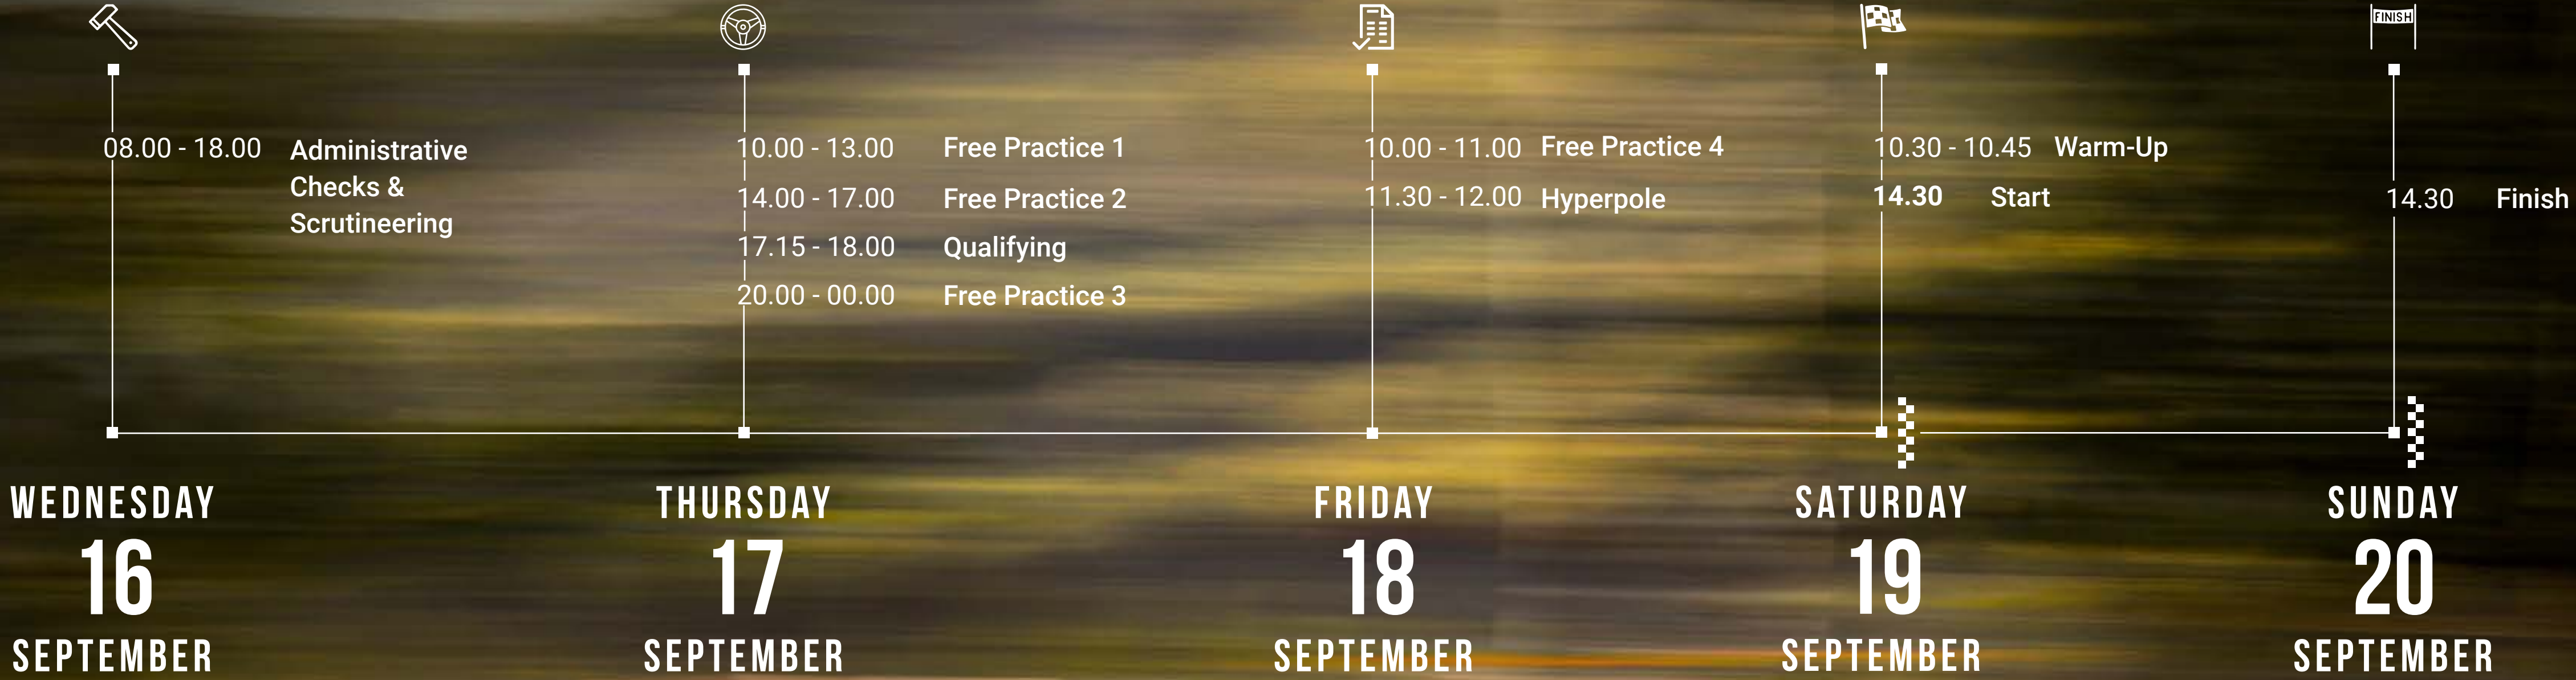 FINISH
08.00 - 18.00 Administrative
Checks &
Scrutineering
10.00 - 13.00 Free Practice 1
14.00 - 17.00 Free Practice 2
17.15 - 18.00 Qualifying
20.00 - 00.00 Free Practice 3
10.00 - 11.00 Free Practice 4
11.30 - 12.00 Hyperpole
10.30 - 10.45 Warm-Up
14.30 Start
14.30 Finish
WEDNESDAY
16
SEPTEMBER
THURSDAY
17
SEPTEMBER
FRIDAY
18
SEPTEMBER
SATURDAY
19
SEPTEMBER
SUNDAY
20
SEPTEMBER